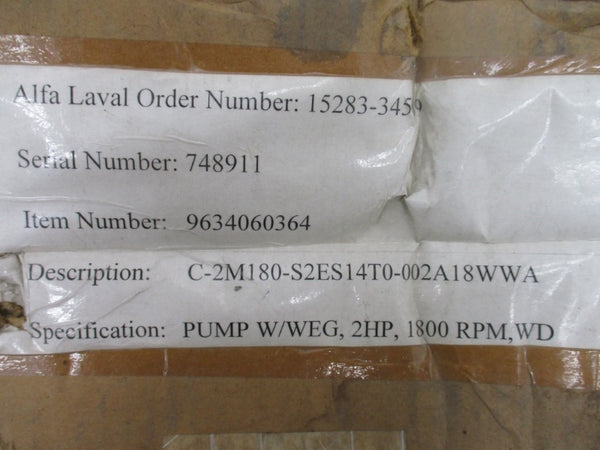 Alfa Laval Order Number: 15283-3459
Serial Number: 748911
Item Number: 9634060364
Description: C-2M180-S2ES14T0-002A18WWA
Specification: PUMP W/WEG, 2HP, 1800 RPM,WD